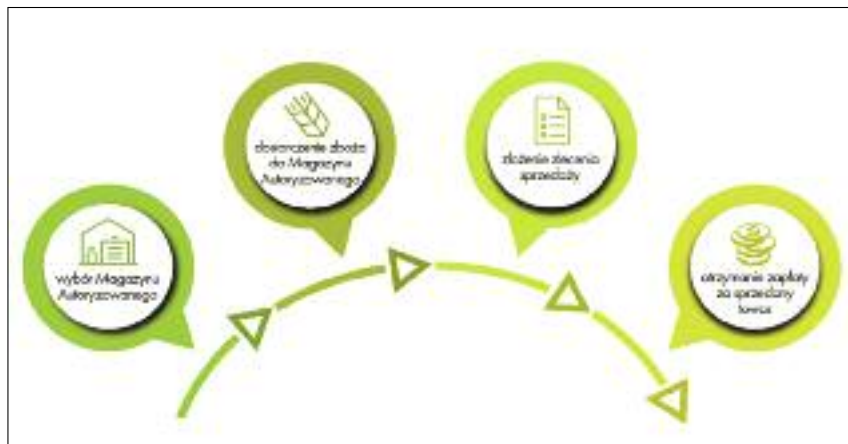 wybór Magazynu
Autoryzowanego
dostarczenie zboża
do Magazynu
Autoryzowanego
złożenie zlecenia
sprzedaży
otrzymanie zapłaty
za sprzedany
towar